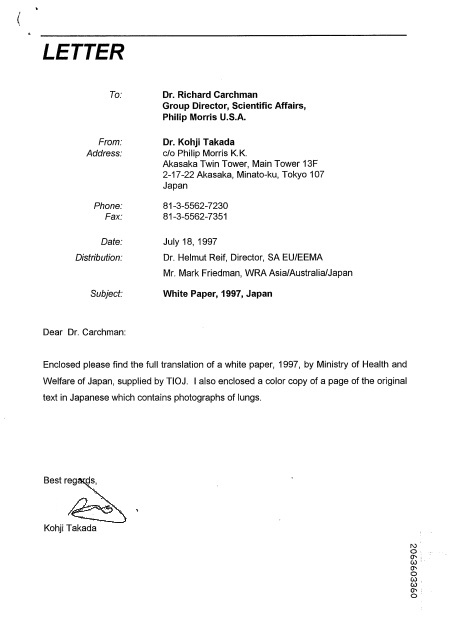 LETTER
To: Dr. Richard Carchman
Group Director, Scientific Affairs,
Philip Morris U.S.A.
From: Dr. Kohji Takada
Address: c/o Philip Morris K.K.
Akasaka Twin Tower, Main Tower 13F
2-17-22 Akasaka, Minato-ku, Tokyo 107
Japan
Phone: 81-3-5562-7230
Fax: 81-3-5562-7351
Date: July 18, 1997
Distribution: Dr. Helmut Reif, Director, SA EU/EEMA
Mr. Mark Friedman, WRA Asia/Australia/Japan
Subject: White Paper, 1997, Japan
Dear Dr. Carchman:
Enclosed please find the full translation of a white paper, 1997, by Ministry of Health and
Welfare of Japan, supplied by TIOJ. I also enclosed a color copy of a page of the original
text in Japanese which contains photographs of lungs.
Best regards,
Kohji Takada
2063603360